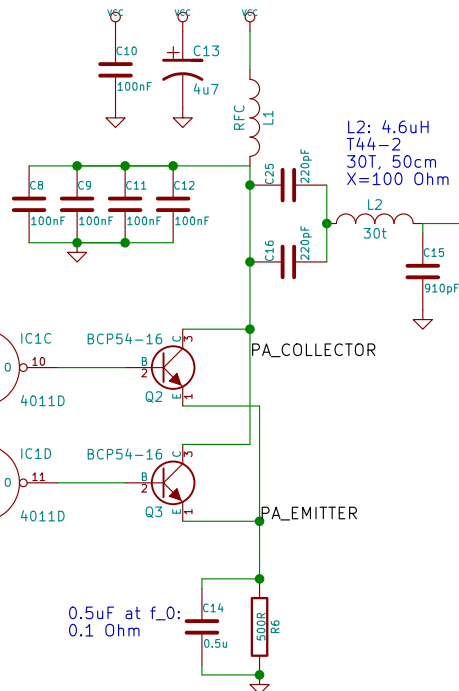 VCC VCC VCC
C10
100nF
C13
4u7
RFC
L1
L2: 4.6uH
T44-2
30T, 50cm
X=100 Ohm
C8
100nF
C9
100nF
C11
100nF
C12
100nF
C25
220pF
L2
30t
C16
220pF
C15
910pF
IC1C
10
4011D
BCP54-16
B
2
C
3
E
1
Q2
PA_COLLECTOR
IC1D
11
4011D
BCP54-16
B
2
C
3
E
1
Q3
PA_EMITTER
0.5uF at f_0:
0.1 Ohm
C14
0.5u
500R
R6